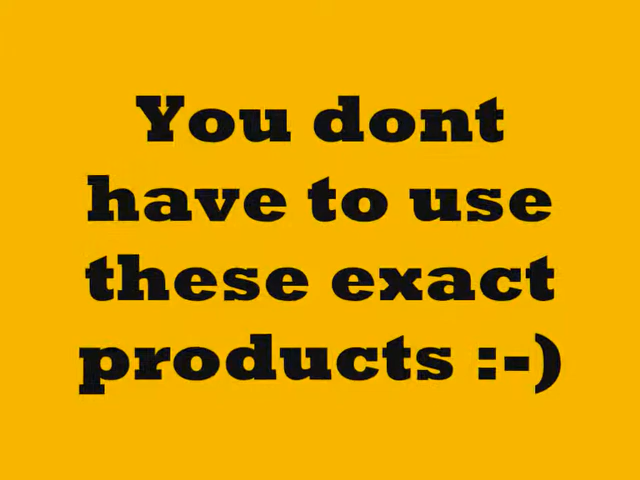 You dont
have to use
these exact
products :-)